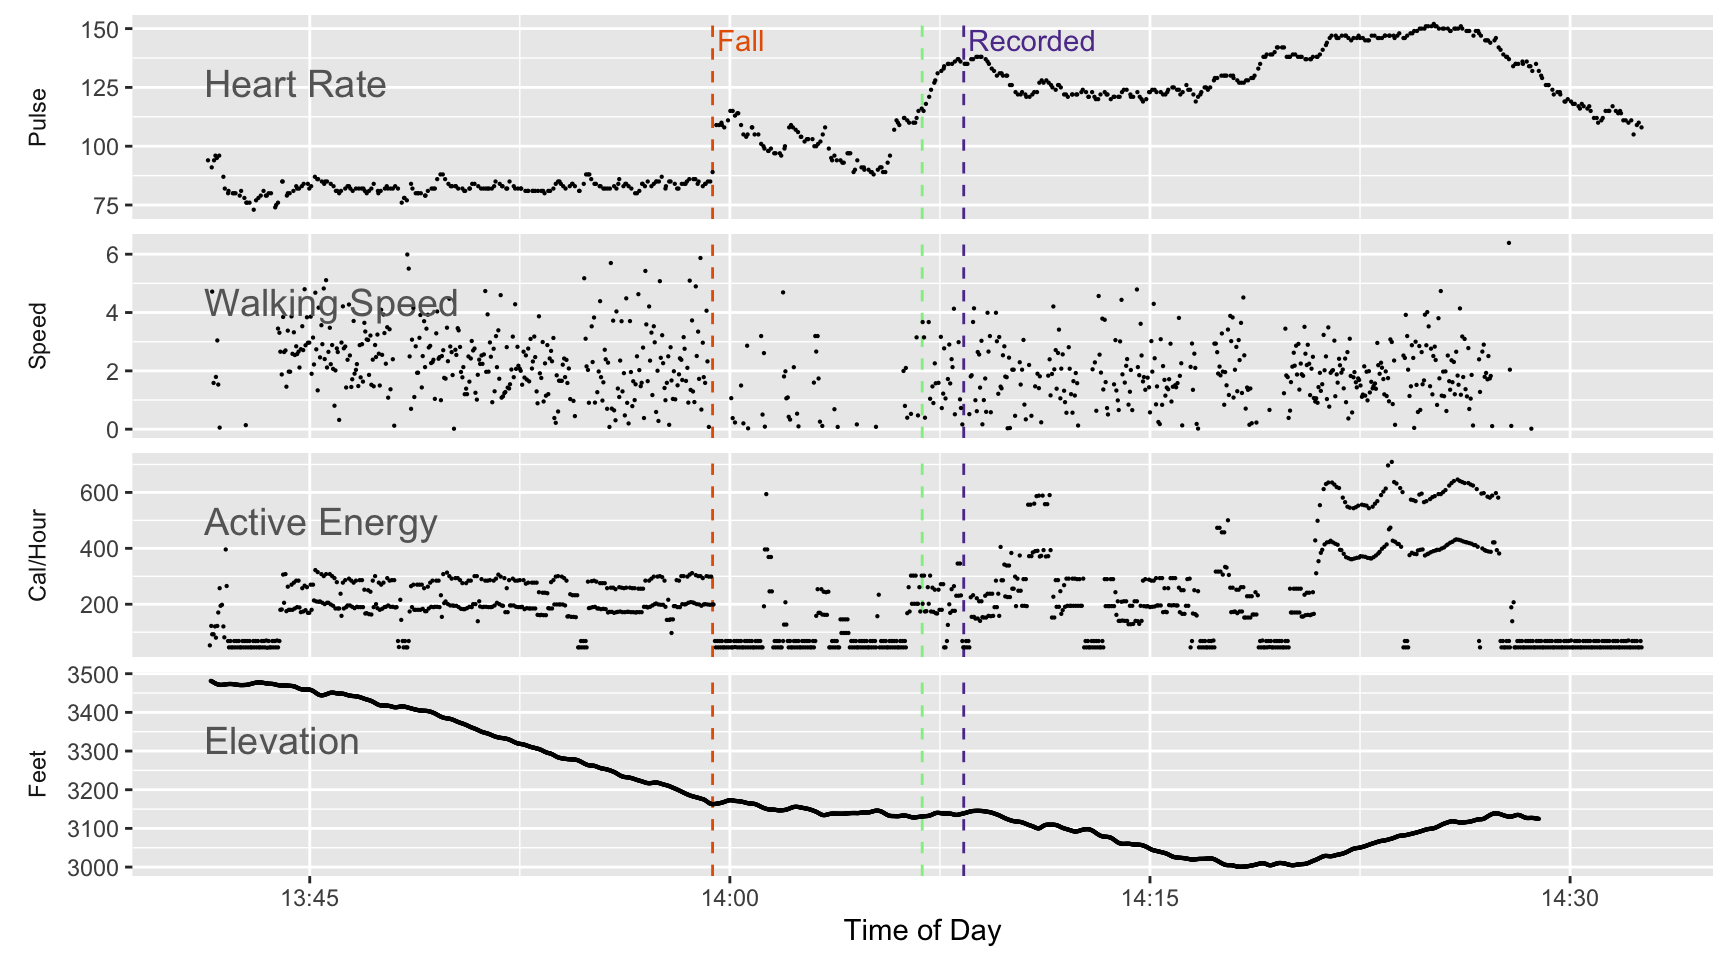 150
125
100
75
Pulse
Heart Rate
Fall
Recorded
6
4
2
0
Speed
Walking Speed
600
400
200
Cal/Hour
Active Energy
3500
3400
3300
3200
3100
3000
Feet
Elevation
13:45
14:00
14:15
14:30
Time of Day